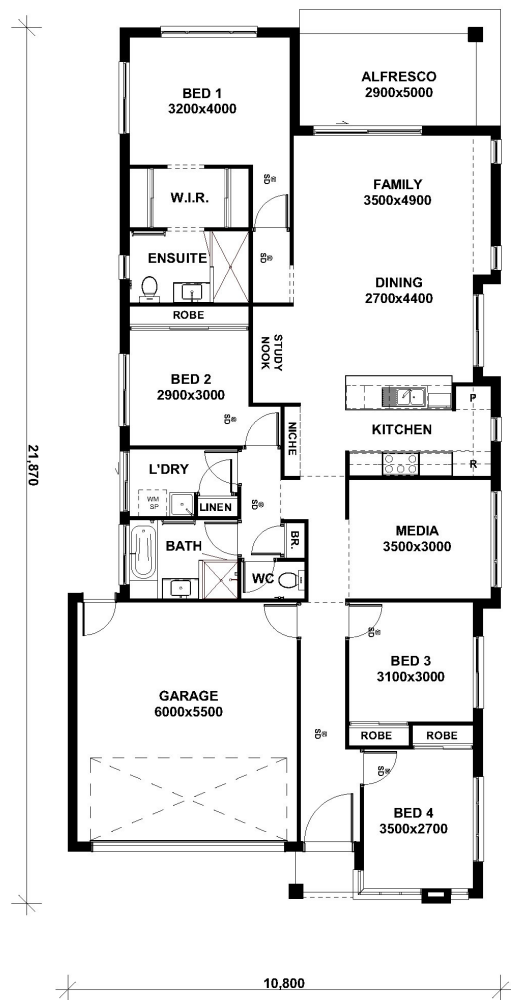 BED 1
3200x4000
ALFRESCO
2900x5000
W.I.R.
SD
FAMILY
3500x4900
ENSUITE
SD
DINING
2700x4400
ROBE
STUDY
NOOK
BED 2
2900x3000
SD
P
NICHE
KITCHEN
R
L'DRY
WM
SP
LINEN
SD
21,870
MEDIA
3500x3000
BATH
BR.
WC
SD
BED 3
3100x3000
GARAGE
6000x5500
SD
ROBE
ROBE
SD
BED 4
3500x2700
10,800